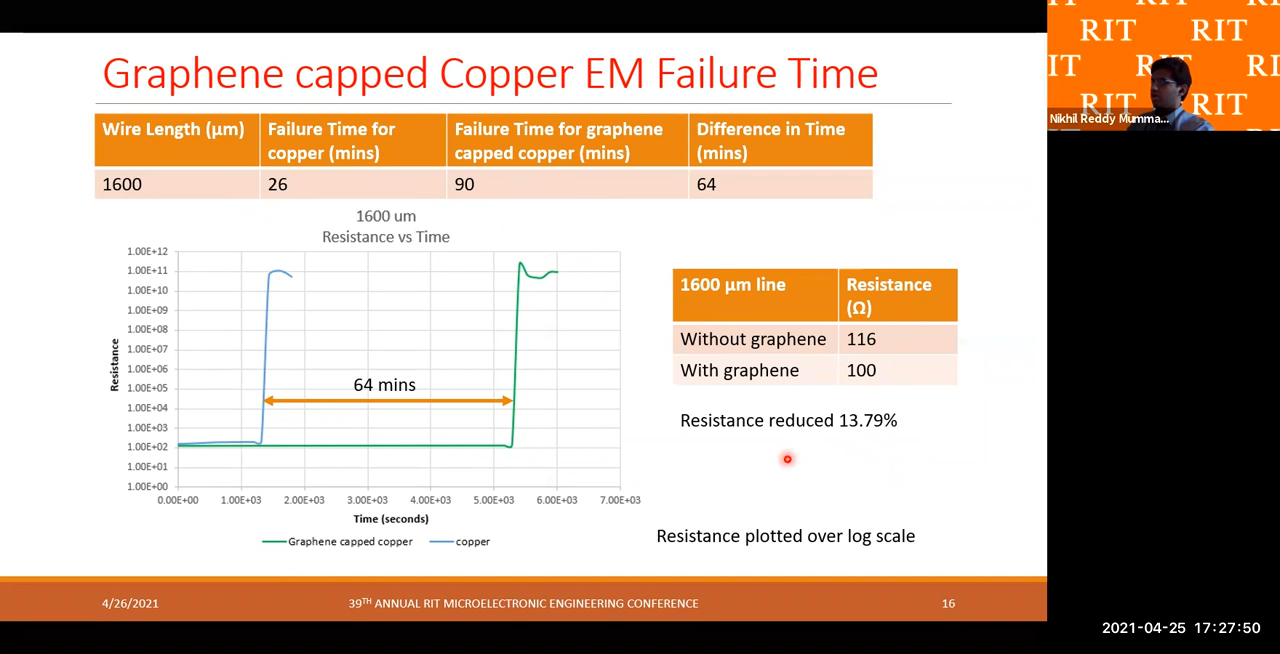 Graphene capped Copper EM Failure Time
Wire Length (µm)
Failure Time for
copper (mins)
Failure Time for graphene
capped copper (mins)
Difference in Time
(mins)
1600
26
90
64
1600 um
Resistance vs Time
1.00E+12
1.00E+11
1.00E+10
1.00E+09
1.00E+08
1.00E+07
1.00E+06
1.00E+05
1.00E+04
1.00E+03
1.00E+02
1.00E+01
1.00E+00
Resistance
64 mins
0.00E+00
1.00E+03
2.00E+03
3.00E+03
4.00E+03
5.00E+03
6.00E+03
7.00E+03
Time (seconds)
Graphene capped copper
copper
1600 µm line
Resistance
(Ω)
Without graphene
116
With graphene
100
Resistance reduced 13.79%
Resistance plotted over log scale
4/26/2021
39TH ANNUAL RIT MICROELECTRONIC ENGINEERING CONFERENCE
16
RIT RIT
RIT
RIT RIT
Nikhil Reddy Mumma...
2021-04-25 17:27:50